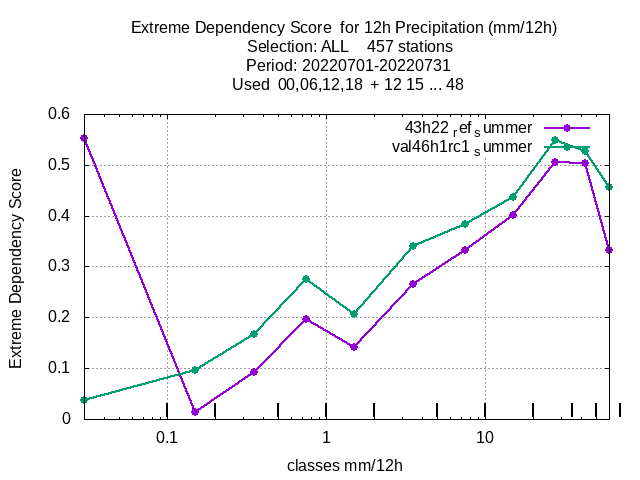 Extreme Dependency Score  for 12h Precipitation (mm/12h)
Selection: ALL    457 stations
Period: 20220701-20220731
Used  00,06,12,18  + 12 15 ... 48
43h22 ref summer
val46h1rc1 summer
Extreme Dependency Score
0.6
0.5
0.4
0.3
0.2
0.1
0
0.1 1 10
classes mm/12h